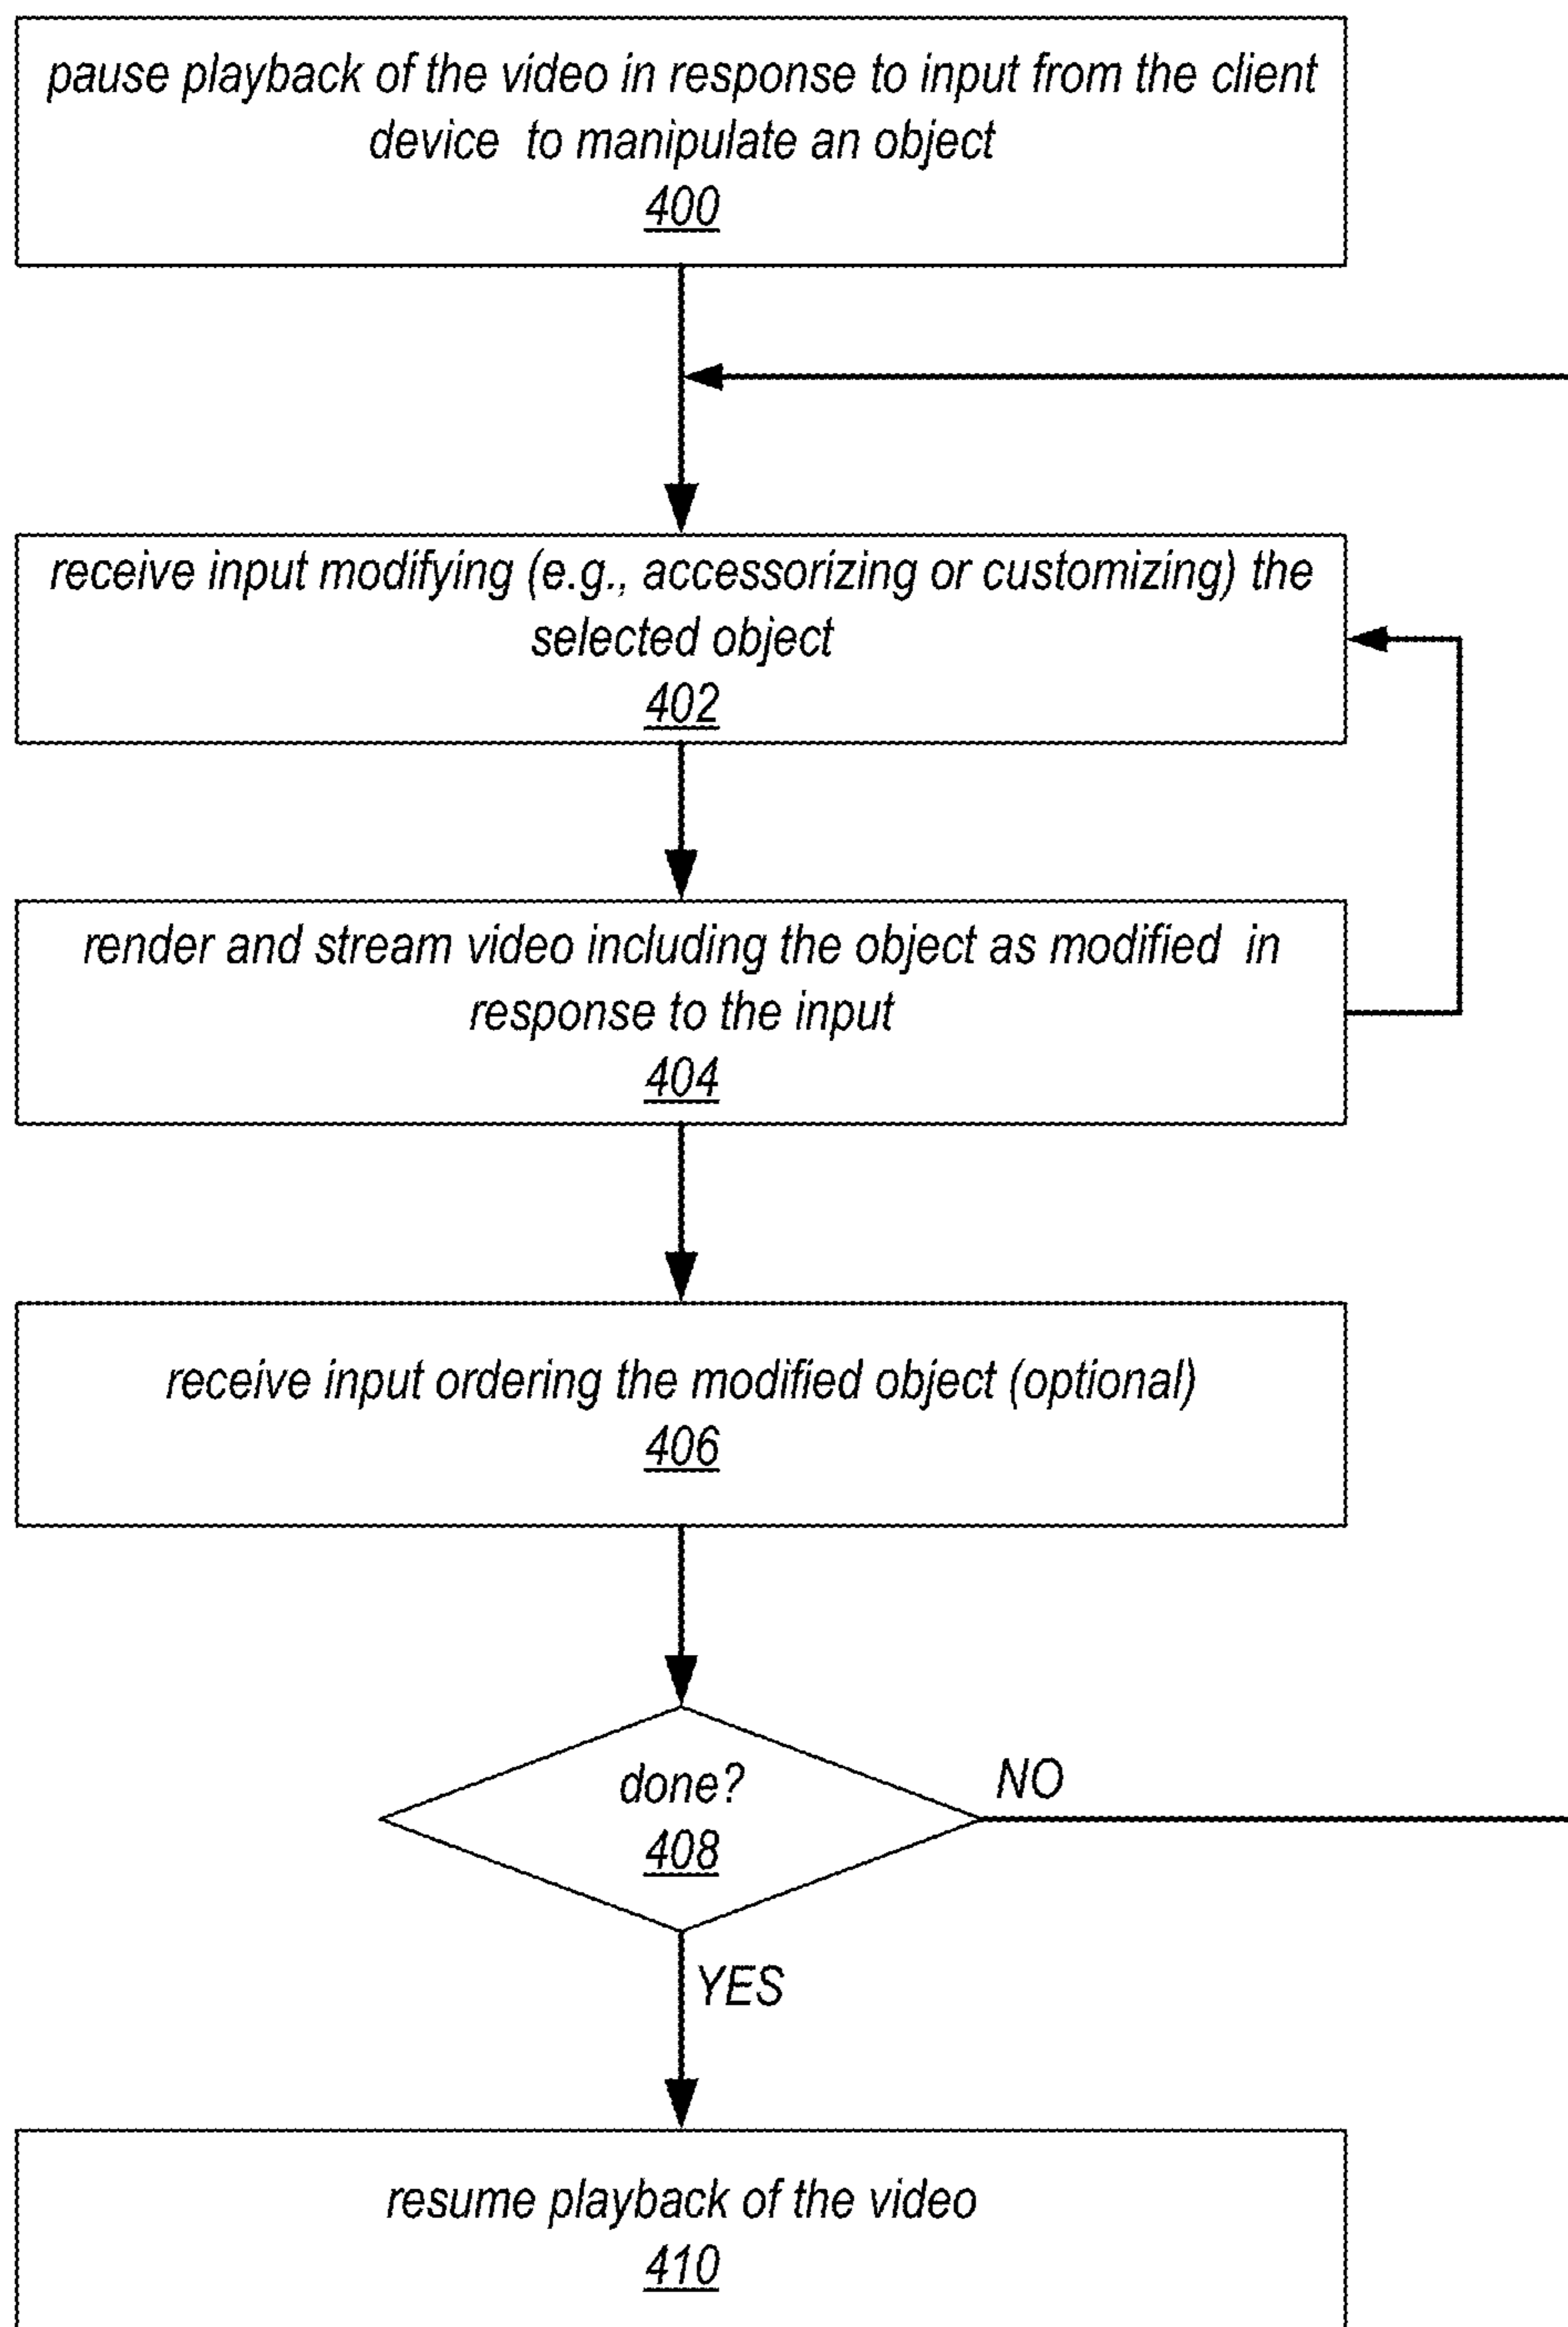 pause playback of the video in response to input from the client
device to manipulate an object
400
receive input modifying (e.g., accessorizing or customizing) the
selected object
402
render and stream video including the object as modified in
response to the input
404
receive input ordering the modified object (optional)
406
done?
408
NO
YES
resume playback of the video
410